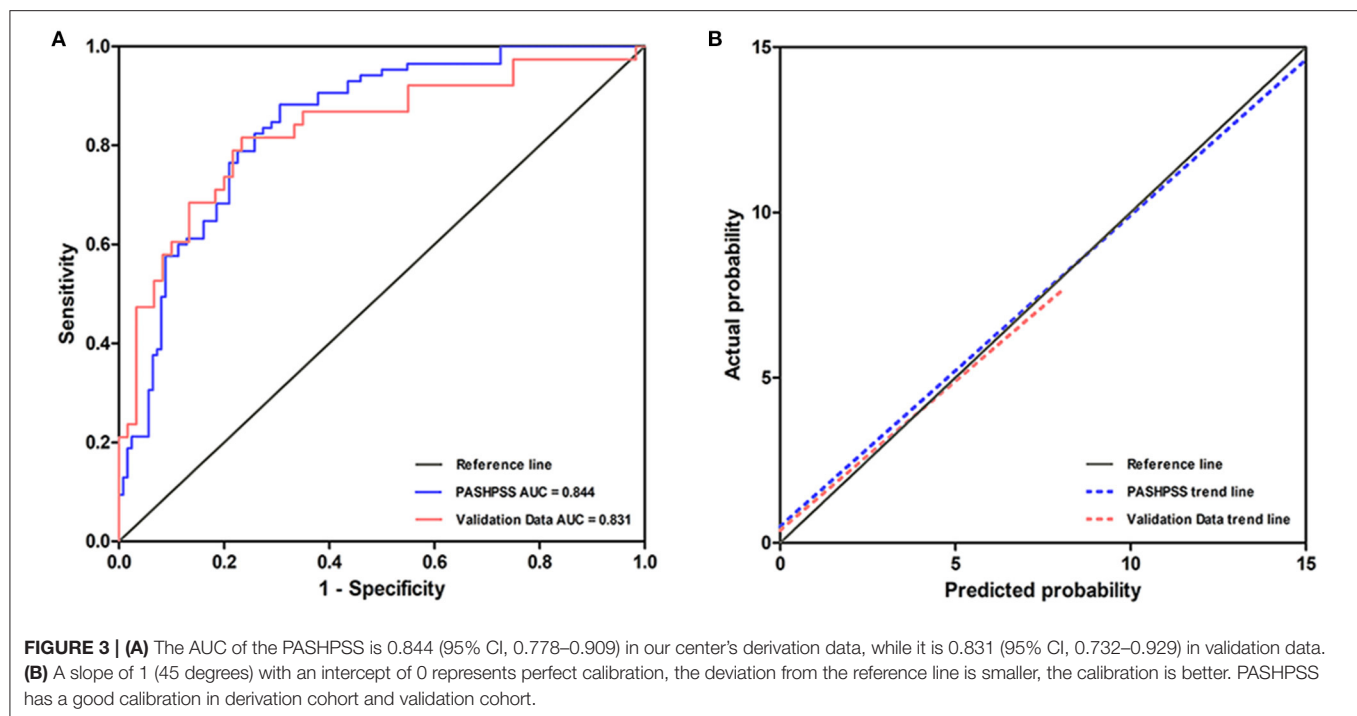 A
1.0
0.8
0.6
0.4
0.2
0.0
Sensitivity
0.0 0.2 0.4 0.6 0.8 1.0
1 - Specificity
Reference line
PASHPSS AUC = 0.844
Validation Data AUC = 0.831
B
15
10
5
0
Actual probability
0 5 10 15
Predicted probability
Reference line
PASHPSS trend line
Validation Data trend line
FIGURE 3 | (A) The AUC of the PASHPSS is 0.844 (95% CI, 0.778–0.909) in our center's derivation data, while it is 0.831 (95% CI, 0.732–0.929) in validation data.
(B) A slope of 1 (45 degrees) with an intercept of 0 represents perfect calibration, the deviation from the reference line is smaller, the calibration is better. PASHPSS
has a good calibration in derivation cohort and validation cohort.